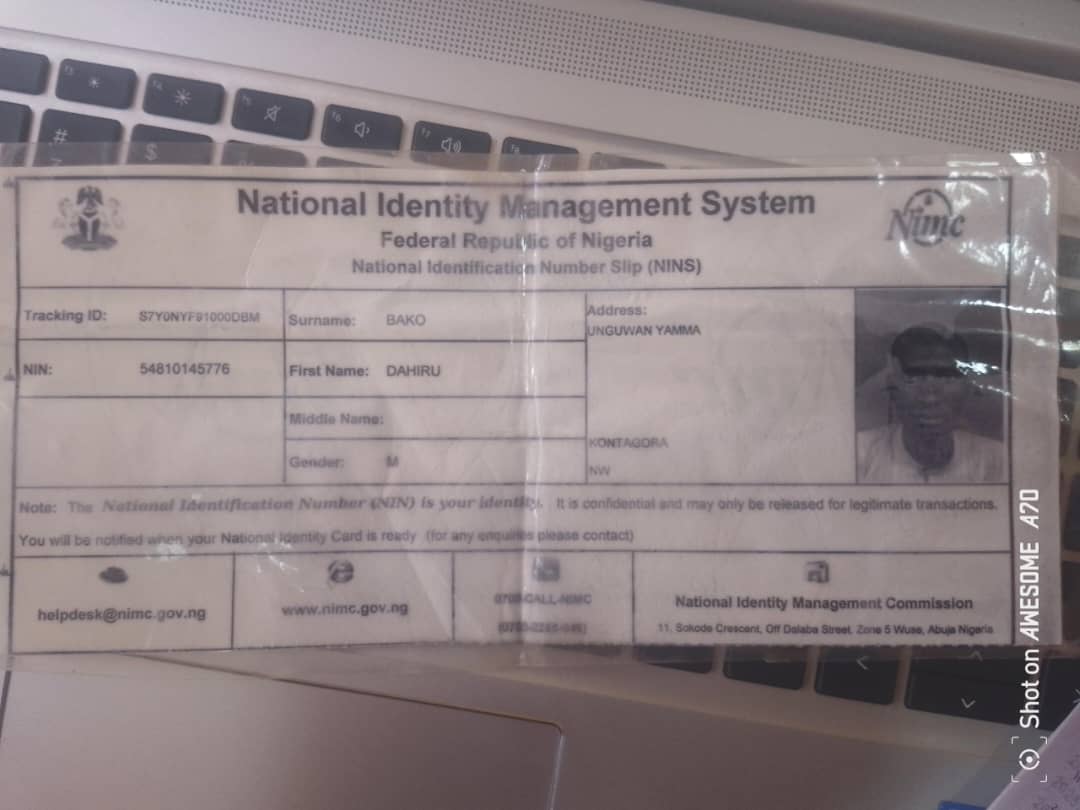 #
$
National Identity Management System
Federal Republic of Nigeria
National Identification Number Slip (NINS)
Nimc
Tracking ID: S7Y0NYF91000DBM
Surname: BAKO
Address:
UNGUWAN YAMMA
NIN: 54810145776
First Name: DAHIRU
Middle Name:
KONTAGORA
Gender: M
NW
Note: The National Identification Number (NIN) is your identity. It is confidential and may only be released for legitimate transactions.
You will be notified when your National Identity Card is ready (for any enquiries please contact)
helpdesk@nimc.gov.ng
www.nimc.gov.ng
0700-CALL-NIMC
National Identity Management Commission
11, Sokode Crescent, Off Dalaba Street, Zone 5 Wuse, Abuja Nigeria
Shot on AWESOME A70